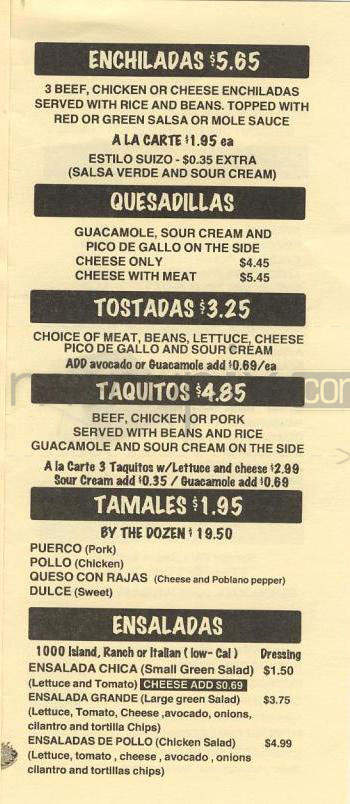 ENCHILADAS $5.65
3 BEEF, CHICKEN OR CHEESE ENCHILADAS
SERVED WITH RICE AND BEANS. TOPPED WITH
RED OR GREEN SALSA OR MOLE SAUCE
A LA CARTE $1.95 ea
ESTILO SUIZO - $0.35 EXTRA
(SALSA VERDE AND SOUR CREAM)
QUESADILLAS
GUACAMOLE, SOUR CREAM AND
PICO DE GALLO ON THE SIDE
CHEESE ONLY $4.45
CHEESE WITH MEAT $5.45
TOSTADAS $3.25
CHOICE OF MEAT, BEANS, LETTUCE, CHEESE
PICO DE GALLO AND SOUR CREAM
ADD avocado or Guacamole add $0.69/ea
TAQUITOS $4.85
.com
BEEF, CHICKEN OR PORK
SERVED WITH BEANS AND RICE
GUACAMOLE AND SOUR CREAM ON THE SIDE
A la Carte 3 Taquitos w/Lettuce and cheese $2.99
Sour Cream add $0.35 / Guacamole add $0.69
TAMALES $1.95
BY THE DOZEN $ 19.50
PUERCO (Pork)
POLLO (Chicken)
QUESO CON RAJAS (Cheese and Poblano pepper)
DULCE (Sweet)
ENSALADAS
1000 Island, Ranch or Italian ( low- Cal ) Dressing
ENSALADA CHICA (Small Green Salad) $1.50
(Lettuce and Tomato) CHEESE ADD $0.69
ENSALADA GRANDE (Large green Salad) $3.75
(Lettuce, Tomato, Cheese ,avocado, onions,
cilantro and tortilla Chips)
ENSALADAS DE POLLO (Chicken Salad) $4.99
(Lettuce, tomato , cheese , avocado , onions
cilantro and tortillas chips)